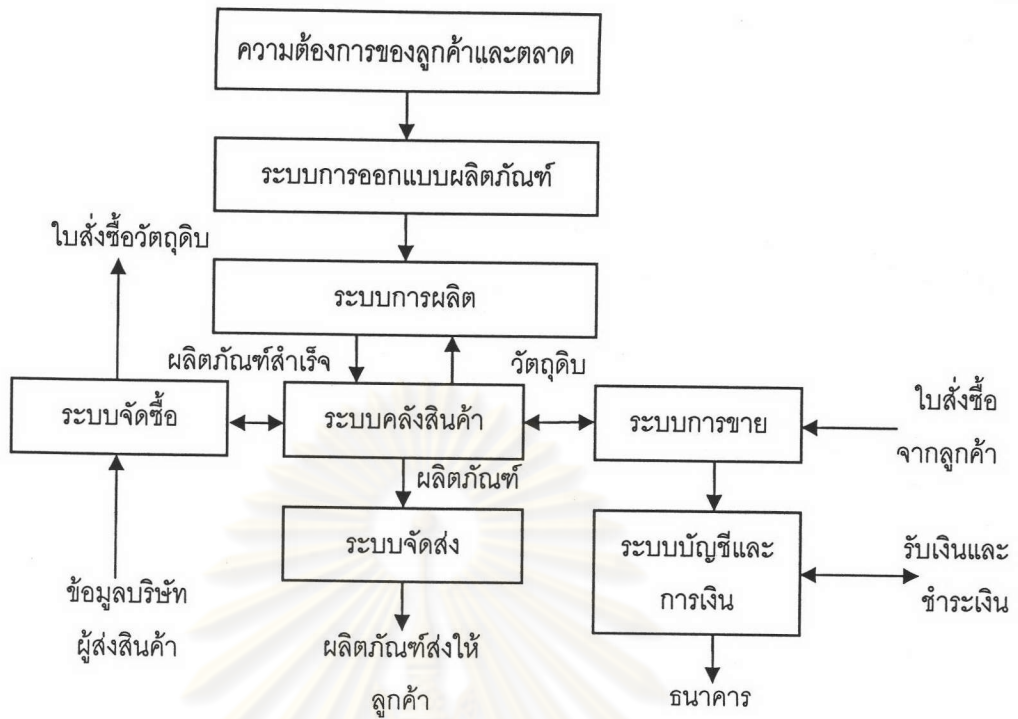 ความต้องการของลูกค้าและตลาด
ระบบการออกแบบผลิตภัณฑ์
ใบสั่งซื้อวัตถุดิบ
ระบบการผลิต
ผลิตภัณฑ์สำเร็จ
วัตถุดิบ
ระบบจัดซื้อ
ระบบคลังสินค้า
ระบบการขาย
ใบสั่งซื้อ
จากลูกค้า
ผลิตภัณฑ์
ระบบจัดส่ง
ระบบบัญชีและ
การเงิน
รับเงินและ
ชำระเงิน
ข้อมูลบริษัท
ผู้ส่งสินค้า
ผลิตภัณฑ์ส่งให้
ลูกค้า
ธนาคาร